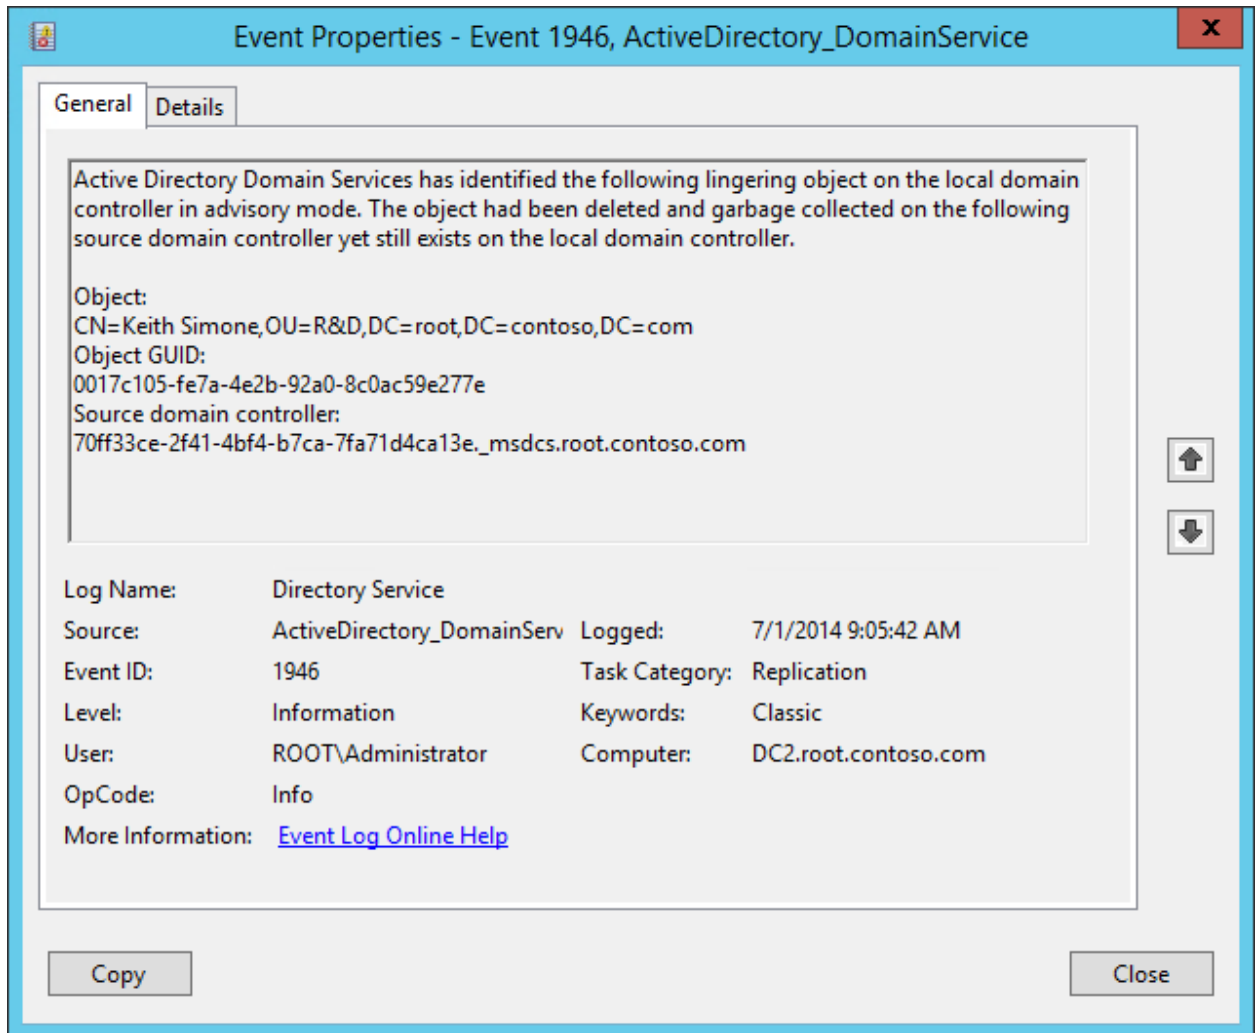 Event Properties - Event 1946, ActiveDirectory_DomainService
x
General Details
Active Directory Domain Services has identified the following lingering object on the local domain
controller in advisory mode. The object had been deleted and garbage collected on the following
source domain controller yet still exists on the local domain controller.
Object:
CN=Keith Simone,OU=R&D,DC=root,DC=contoso,DC=com
Object GUID:
0017c105-fe7a-4e2b-92a0-8c0ac59e277e
Source domain controller:
70ff33ce-2f41-4bf4-b7ca-7fa71d4ca13e._msdcs.root.contoso.com
Log Name: Directory Service
Source: ActiveDirectory_DomainServ Logged: 7/1/2014 9:05:42 AM
Event ID: 1946 Task Category: Replication
Level: Information Keywords: Classic
User: ROOT\Administrator Computer: DC2.root.contoso.com
OpCode: Info
More Information: Event Log Online Help
Copy Close